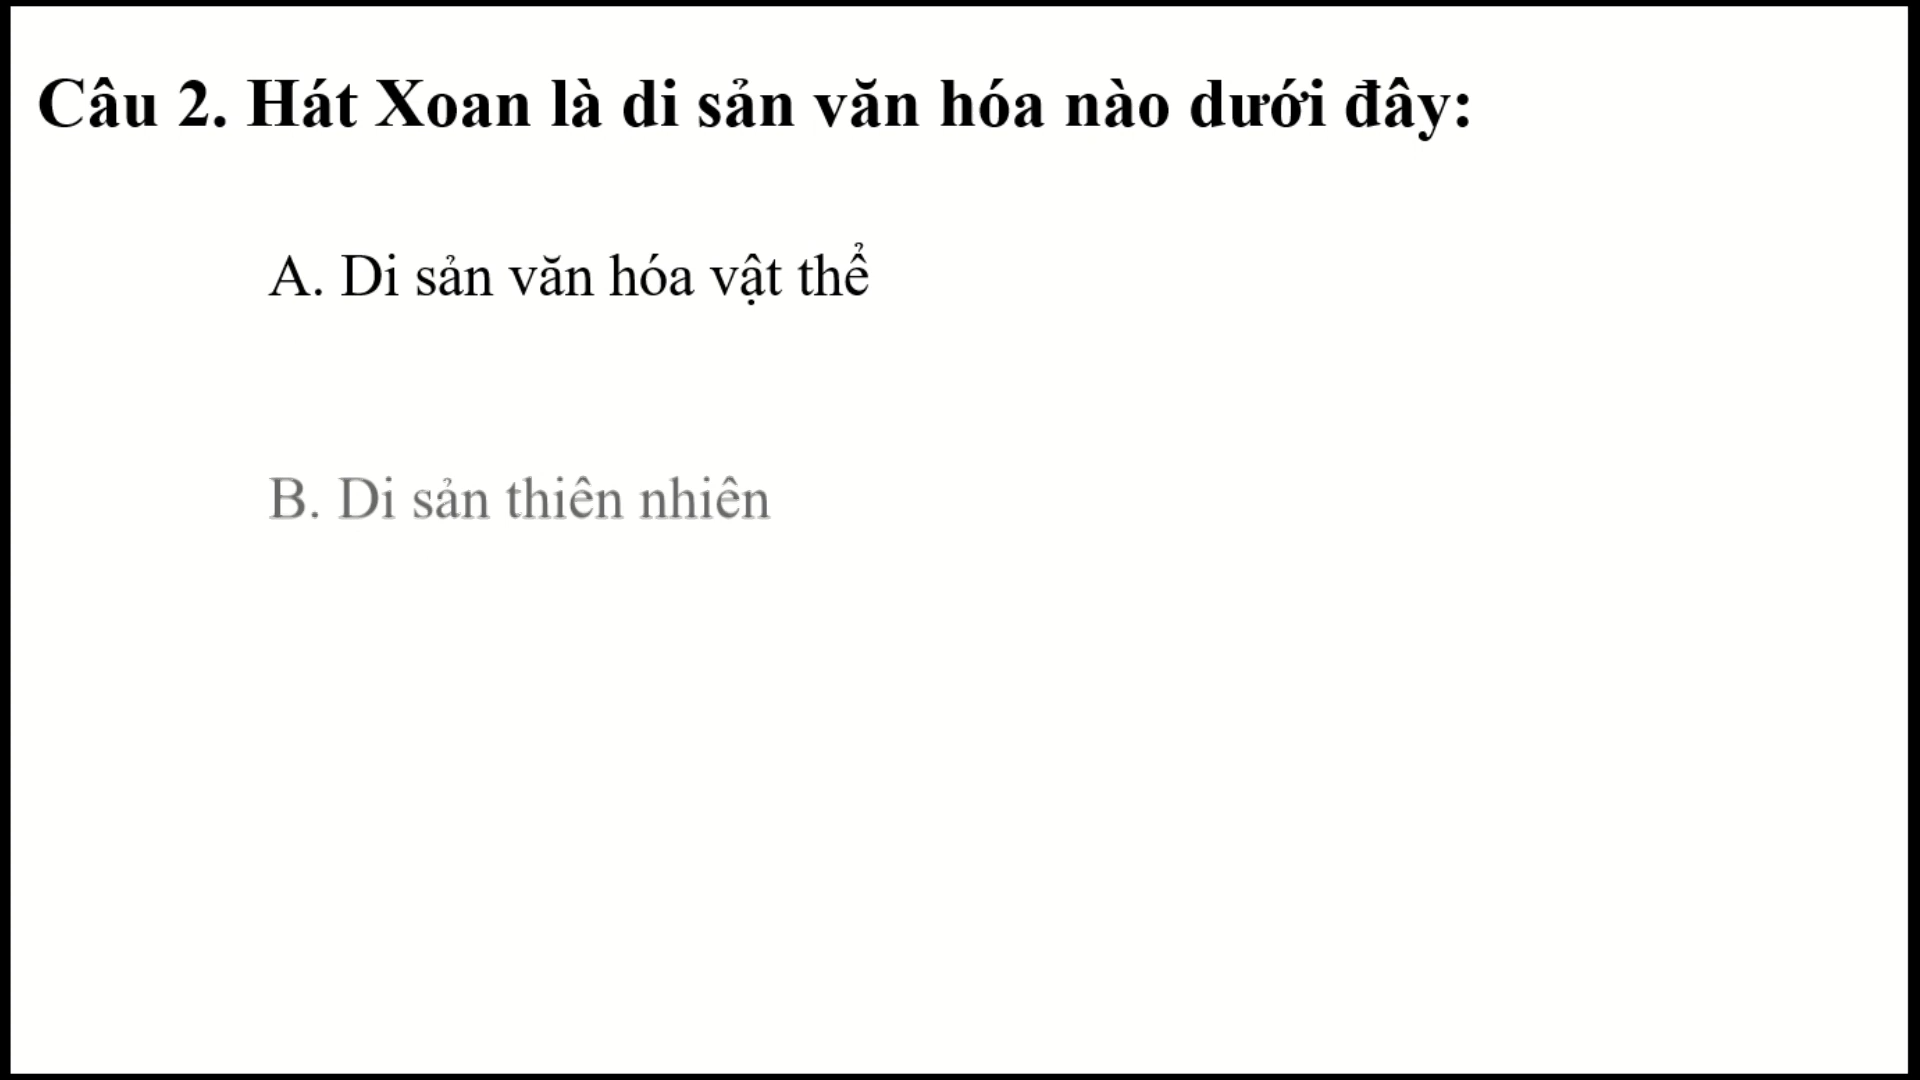 Câu 2. Hát Xoan là di sản văn hóa nào dưới đây:
A. Di sản văn hóa vật thể
B. Di sản thiên nhiên